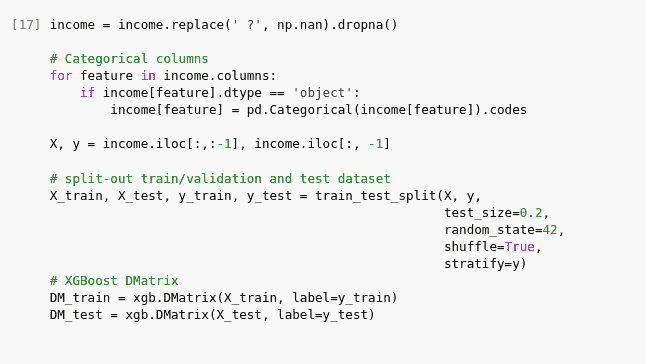 [17] income = income.replace(' ?', np.nan).dropna()
# Categorical columns
for feature in income.columns:
    if income[feature].dtype == 'object':
        income[feature] = pd.Categorical(income[feature]).codes
X, y = income.iloc[:,:-1], income.iloc[:, -1]
# split-out train/validation and test dataset
X_train, X_test, y_train, y_test = train_test_split(X, y,
                                                    test_size=0.2,
                                                    random_state=42,
                                                    shuffle=True,
                                                    stratify=y)
# XGBoost DMatrix
DM_train = xgb.DMatrix(X_train, label=y_train)
DM_test = xgb.DMatrix(X_test, label=y_test)